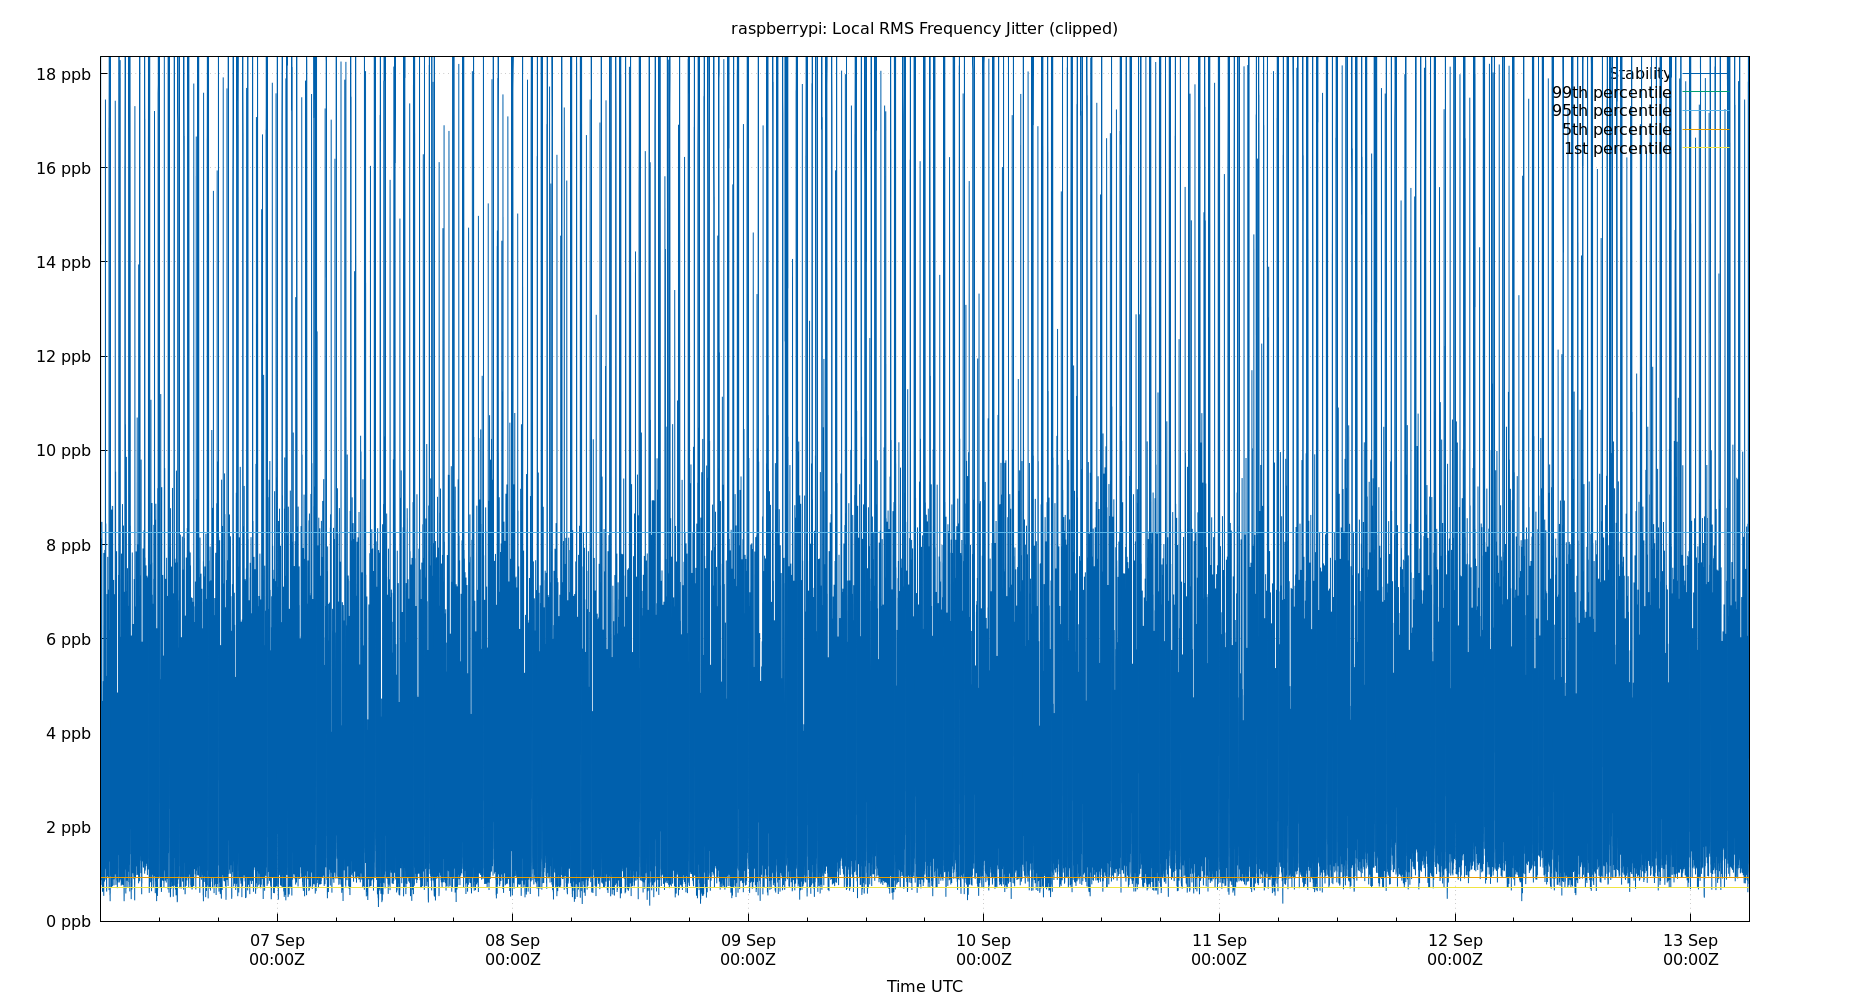 raspberrypi: Local RMS Frequency Jitter (clipped)
18 ppb
16 ppb
14 ppb
12 ppb
10 ppb
8 ppb
6 ppb
4 ppb
2 ppb
0 ppb
Stability
99th percentile
95th percentile
5th percentile
1st percentile
07 Sep 08 Sep 09 Sep 10 Sep 11 Sep 12 Sep 13 Sep
00:00Z 00:00Z 00:00Z 00:00Z 00:00Z 00:00Z 00:00Z
Time UTC